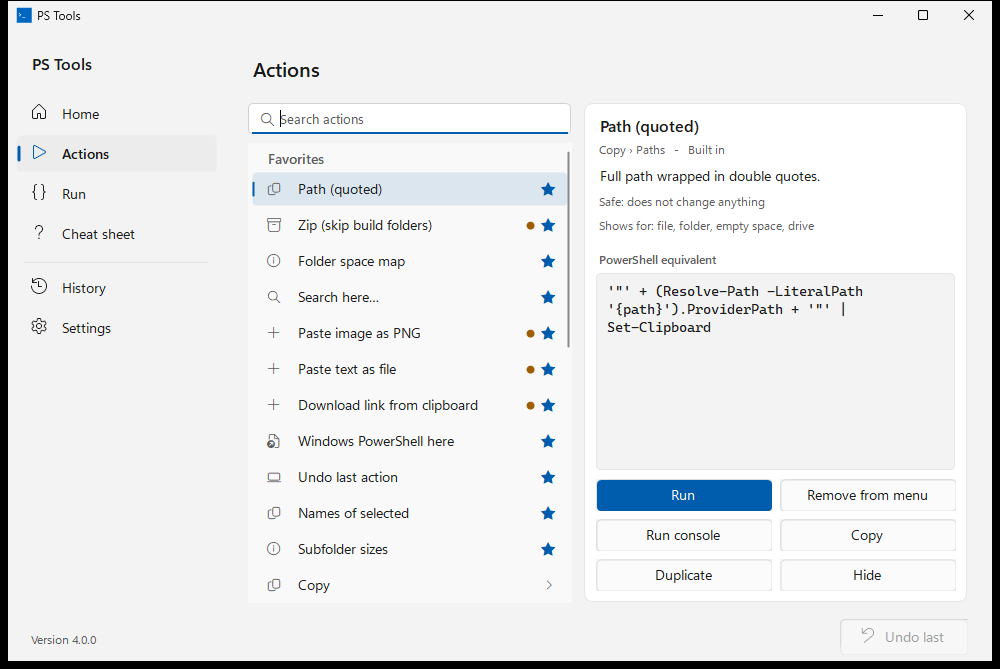 PS Tools
PS Tools
Home
Actions
Run
Cheat sheet
History
Settings
Version 4.0.0
Actions
Search actions
Favorites
Path (quoted)
Zip (skip build folders)
Folder space map
Search here...
Paste image as PNG
Paste text as file
Download link from clipboard
Windows PowerShell here
Undo last action
Names of selected
Subfolder sizes
Copy
Path (quoted)
Copy › Paths - Built in
Full path wrapped in double quotes.
Safe: does not change anything
Shows for: file, folder, empty space, drive
PowerShell equivalent
'"' + (Resolve-Path -LiteralPath
'{path}').ProviderPath + '"' |
Set-Clipboard
Run
Remove from menu
Run console
Copy
Duplicate
Hide
Undo last